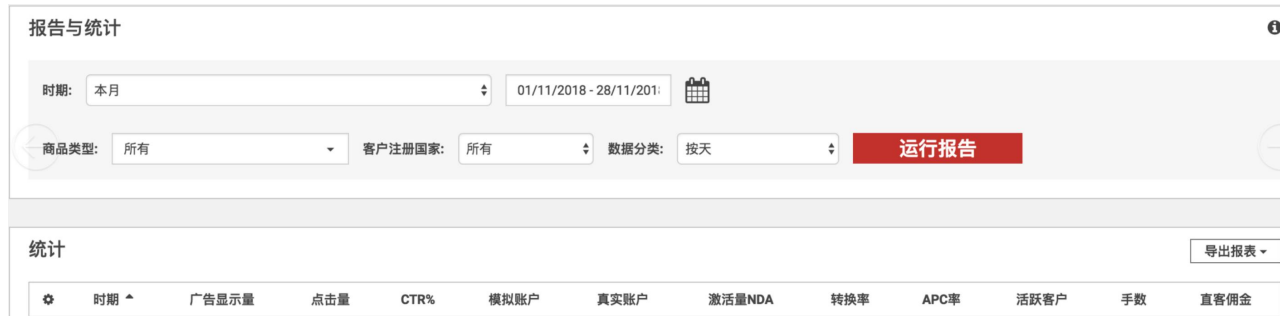 报告与统计
时期: 本月 01/11/2018 - 28/11/201
商品类型: 所有 客户注册国家: 所有 数据分类: 按天 运行报告
统计
导出报表
时期 广告显示量 点击量 CTR% 模拟账户 真实账户 激活量NDA 转换率 APC率 活跃客户 手数 直客佣金